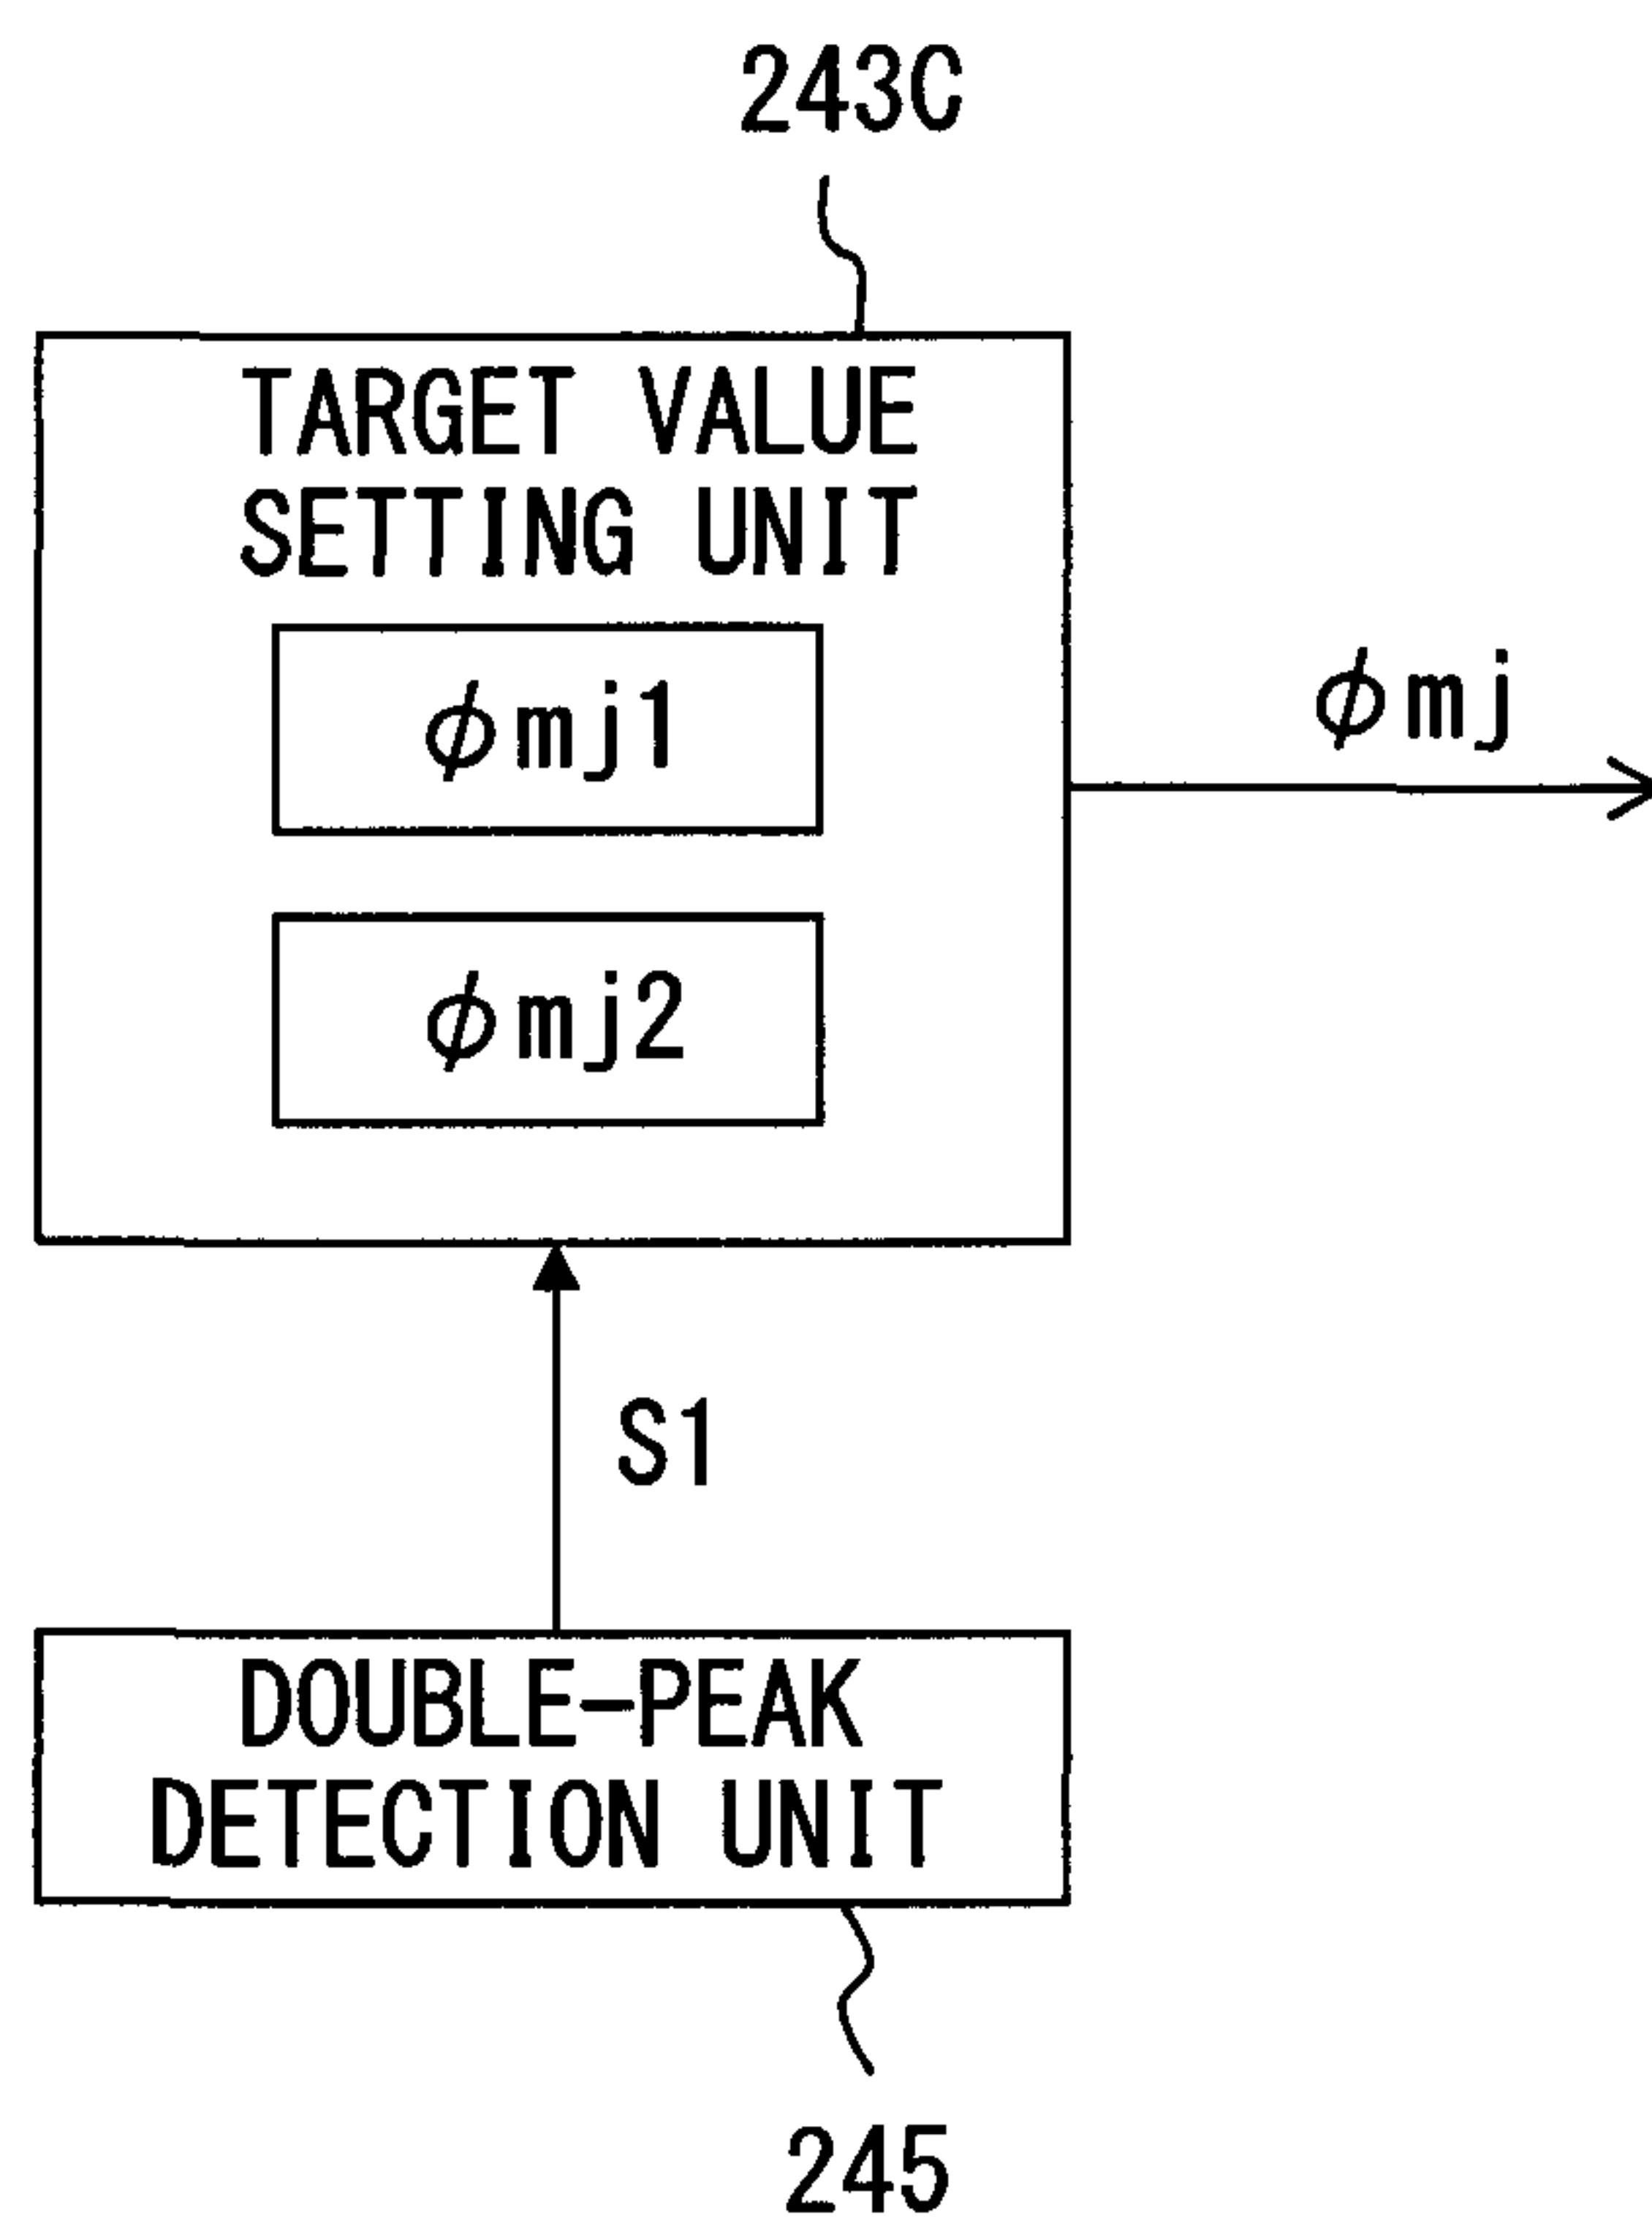 243C
TARGET VALUE
SETTING UNIT
ϕmj1
ϕmj
ϕmj2
S1
DOUBLE-PEAK
DETECTION UNIT
245